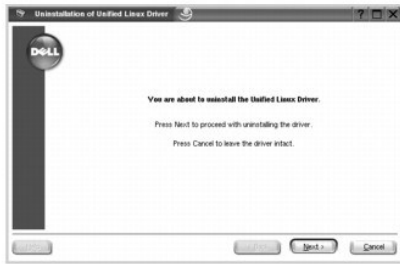 Uninstallation of Unified Linux Driver
DELL
You are about to uninstall the Unified Linux Driver.
Press Next to proceed with uninstalling the driver.
Press Cancel to leave the driver intact.
Next >
Cancel